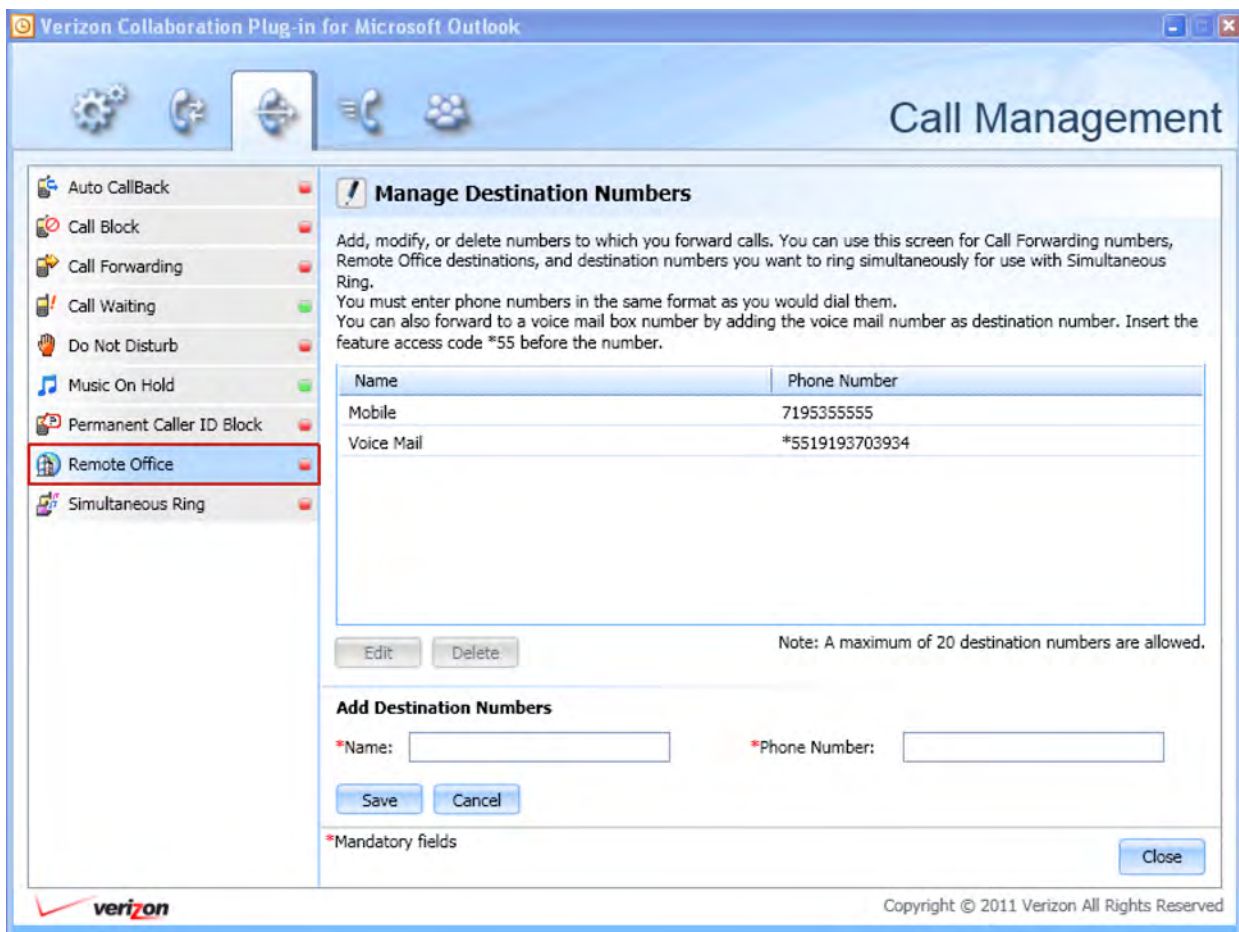 Verizon Collaboration Plug-in for Microsoft Outlook
Call Management
Auto CallBack
Call Block
Call Forwarding
Call Waiting
Do Not Disturb
Music On Hold
Permanent Caller ID Block
Remote Office
Simultaneous Ring
Manage Destination Numbers
Add, modify, or delete numbers to which you forward calls. You can use this screen for Call Forwarding numbers,
Remote Office destinations, and destination numbers you want to ring simultaneously for use with Simultaneous
Ring.
You must enter phone numbers in the same format as you would dial them.
You can also forward to a voice mail box number by adding the voice mail number as destination number. Insert the
feature access code *55 before the number.
Name Phone Number
Mobile 7195355555
Voice Mail *5519193703934
Edit Delete Note: A maximum of 20 destination numbers are allowed.
Add Destination Numbers
*Name: *Phone Number:
Save Cancel
*Mandatory fields
Close
verizon Copyright © 2011 Verizon All Rights Reserved